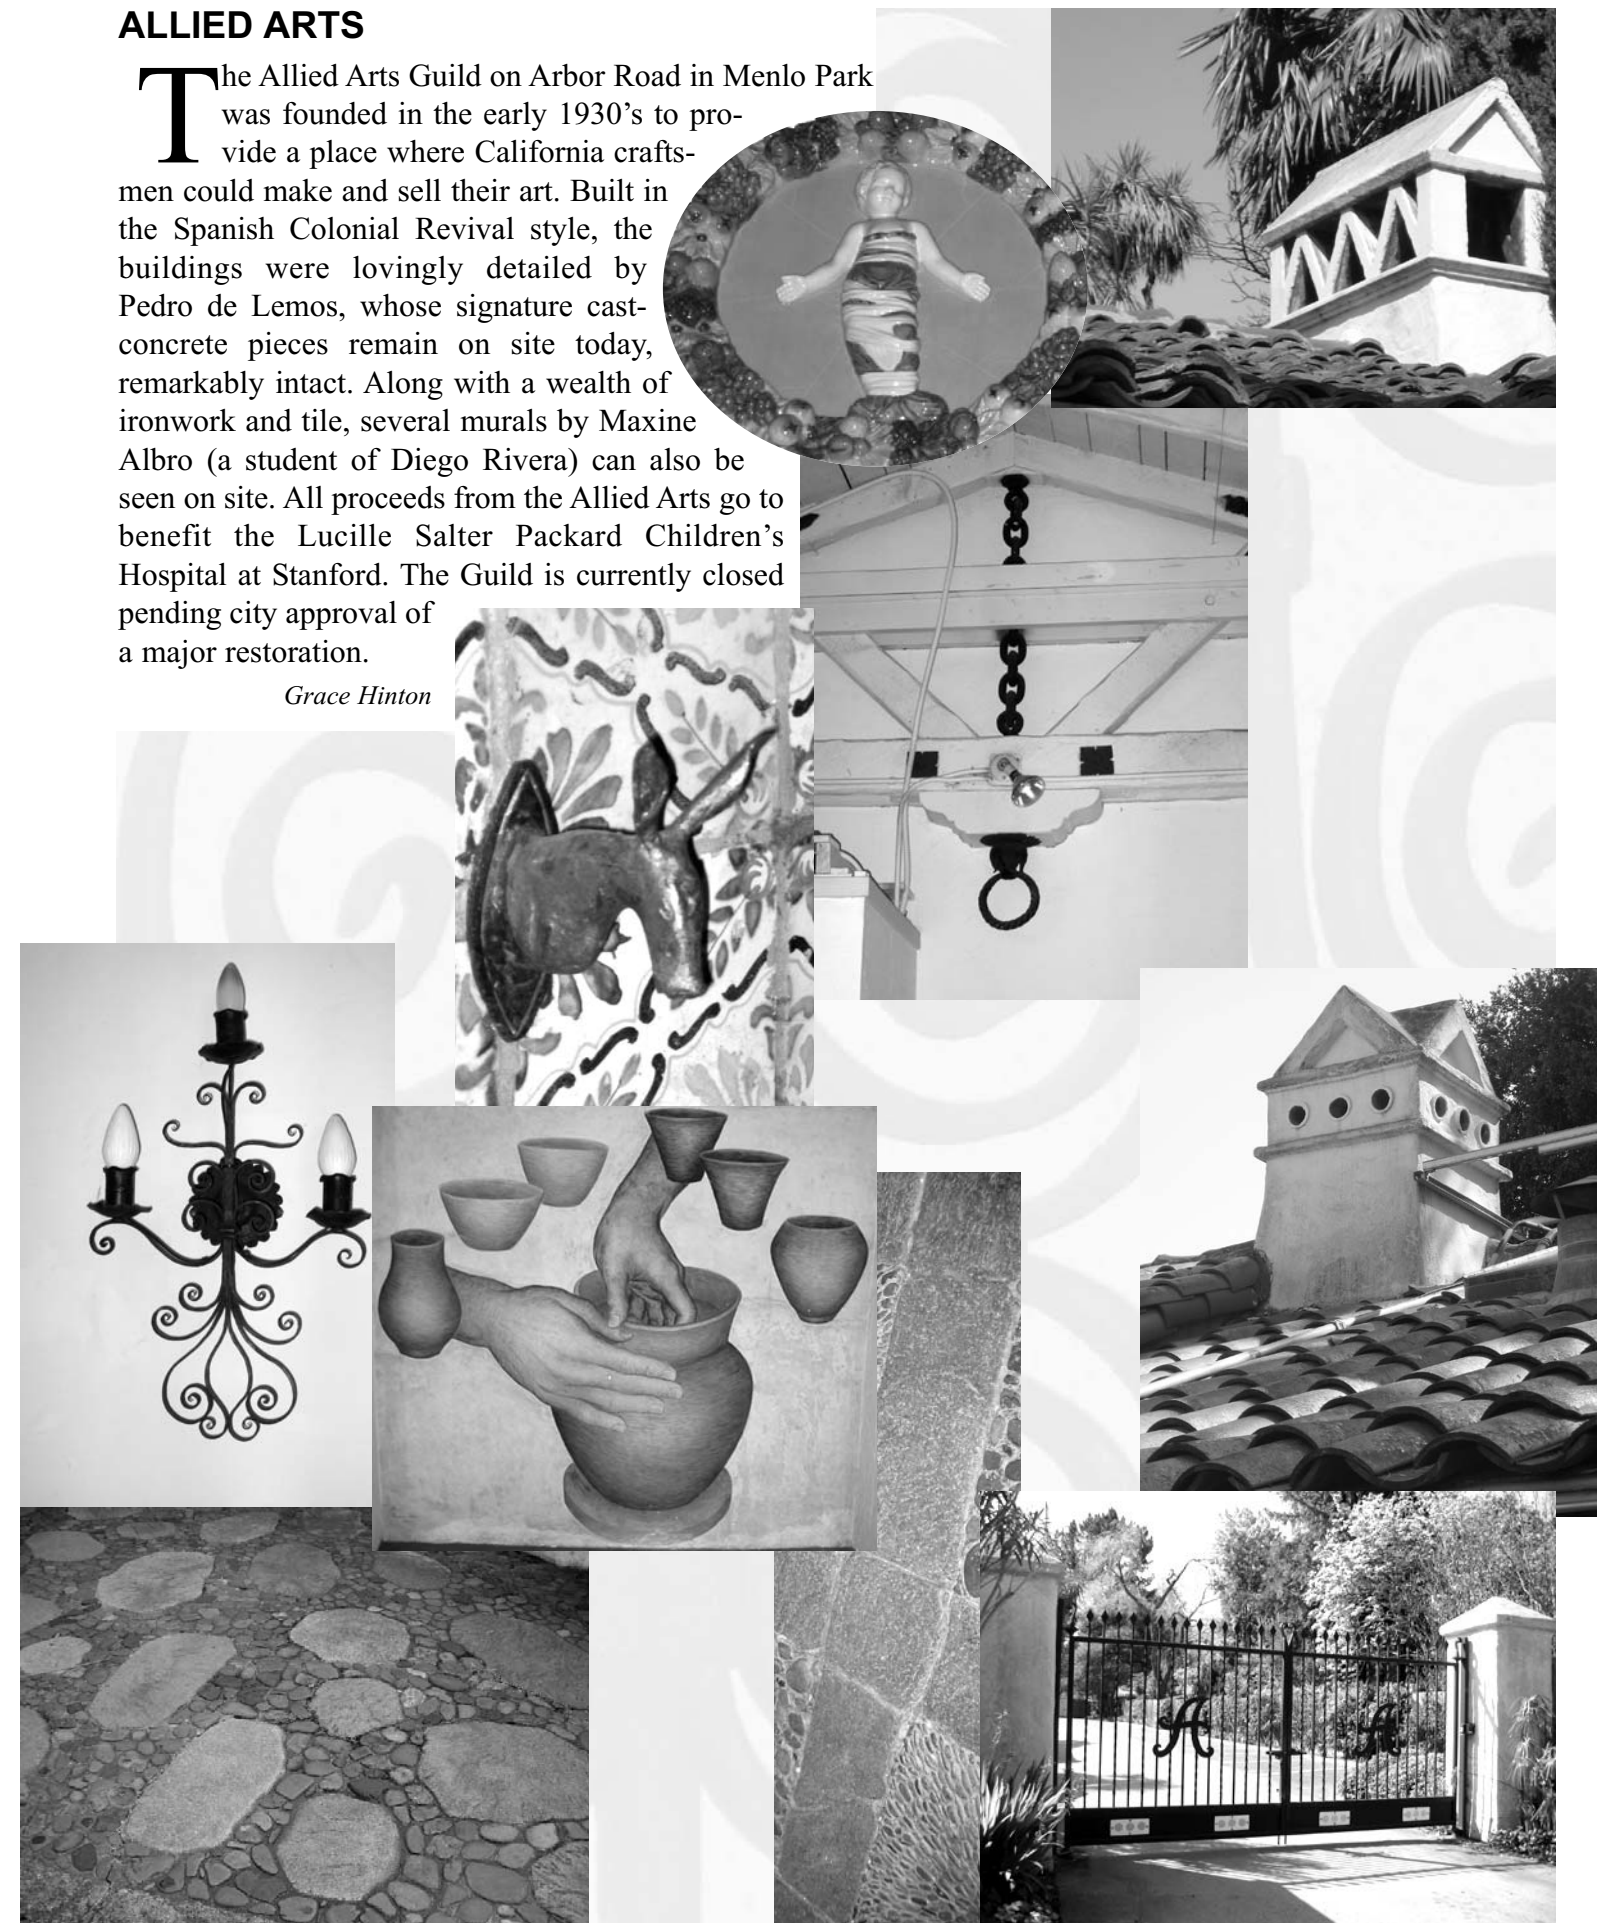 ALLIED ARTS
The Allied Arts Guild on Arbor Road in Menlo Park
was founded in the early 1930’s to pro-
vide a place where California crafts-
men could make and sell their art. Built in
the Spanish Colonial Revival style, the
buildings were lovingly detailed by
Pedro de Lemos, whose signature cast-
concrete pieces remain on site today,
remarkably intact. Along with a wealth of
ironwork and tile, several murals by Maxine
Albro (a student of Diego Rivera) can also be
seen on site. All proceeds from the Allied Arts go to
benefit the Lucille Salter Packard Children’s
Hospital at Stanford. The Guild is currently closed
pending city approval of
a major restoration.
Grace Hinton
A A